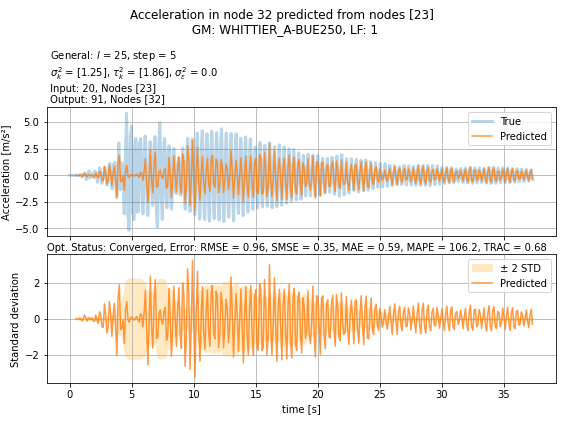 Acceleration in node 32 predicted from nodes [23]
GM: WHITTIER_A-BUE250, LF: 1
General: l = 25, step = 5
σ²ₖ = [1.25], τ²ₖ = [1.86], σ²ε = 0.0
Input: 20, Nodes [23]
Output: 91, Nodes [32]
Acceleration [m/s²]
5.0
2.5
0.0
−2.5
−5.0
True
Predicted
Opt. Status: Converged, Error: RMSE = 0.96, SMSE = 0.35, MAE = 0.59, MAPE = 106.2, TRAC = 0.68
Standard deviation
2
0
−2
± 2 STD
Predicted
0 5 10 15 20 25 30 35
time [s]